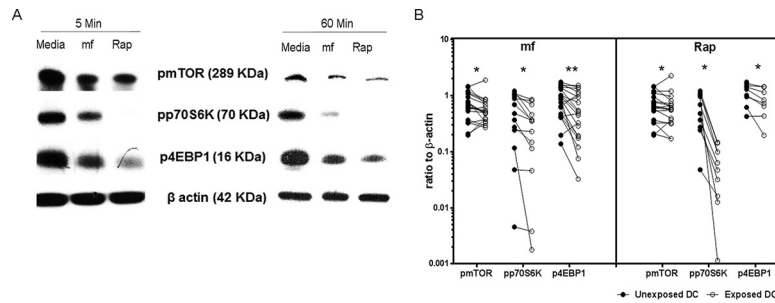 A
5 Min
Media mf Rap
60 Min
Media mf Rap
pmTOR (289 KDa)
pp70S6K (70 KDa)
p4EBP1 (16 KDa)
β actin (42 KDa)
B
mf Rap
* * ** * * *
ratio to β-actin
10
1
0.1
0.01
0.001
pmTOR pp70S6K p4EBP1 pmTOR pp70S6K p4EBP1
Unexposed DC Exposed DC